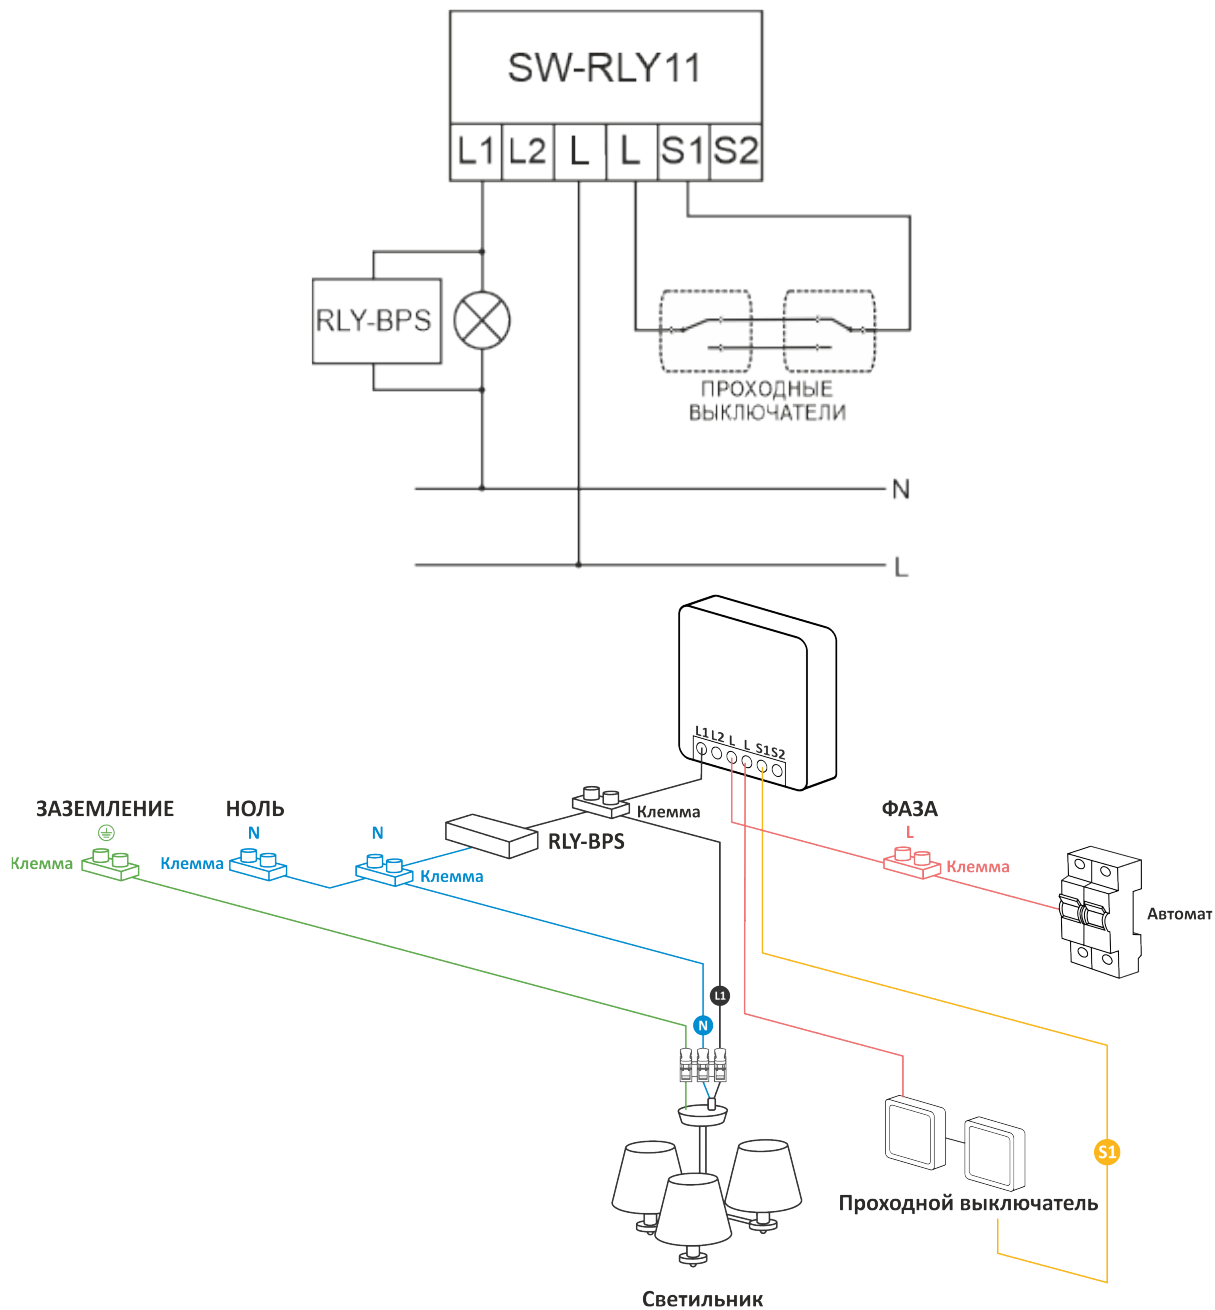 SW-RLY11
L1 L2 L L S1 S2
RLY-BPS
ПРОХОДНЫЕ
ВЫКЛЮЧАТЕЛИ
N
L
L1 L2 L L S1 S2
ЗАЗЕМЛЕНИЕ
НОЛЬ
N
N
Клемма
Клемма
Клемма
RLY-BPS
Клемма
ФАЗА
L
Клемма
Автомат
L1
N
S1
Проходной выключатель
Светильник